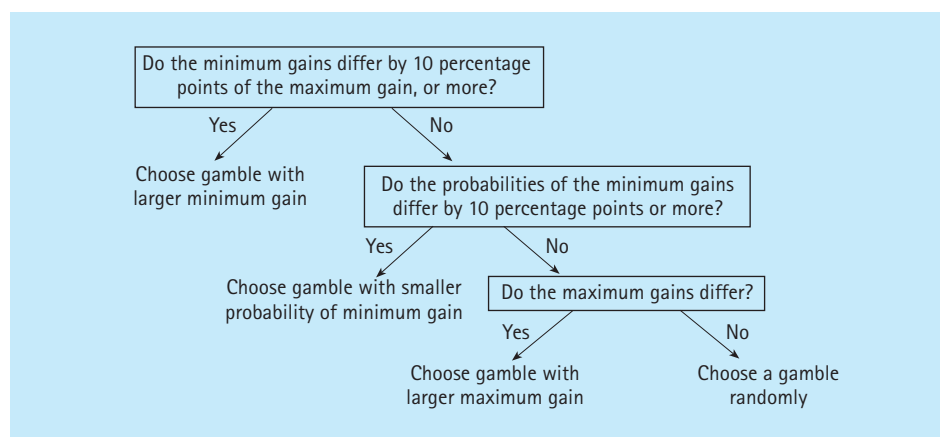 Do the minimum gains differ by 10 percentage
points of the maximum gain, or more?
Yes
No
Choose gamble with
larger minimum gain
Do the probabilities of the minimum gains
differ by 10 percentage points or more?
Yes
No
Choose gamble with smaller
probability of minimum gain
Do the maximum gains differ?
Yes
No
Choose gamble with
larger maximum gain
Choose a gamble
randomly